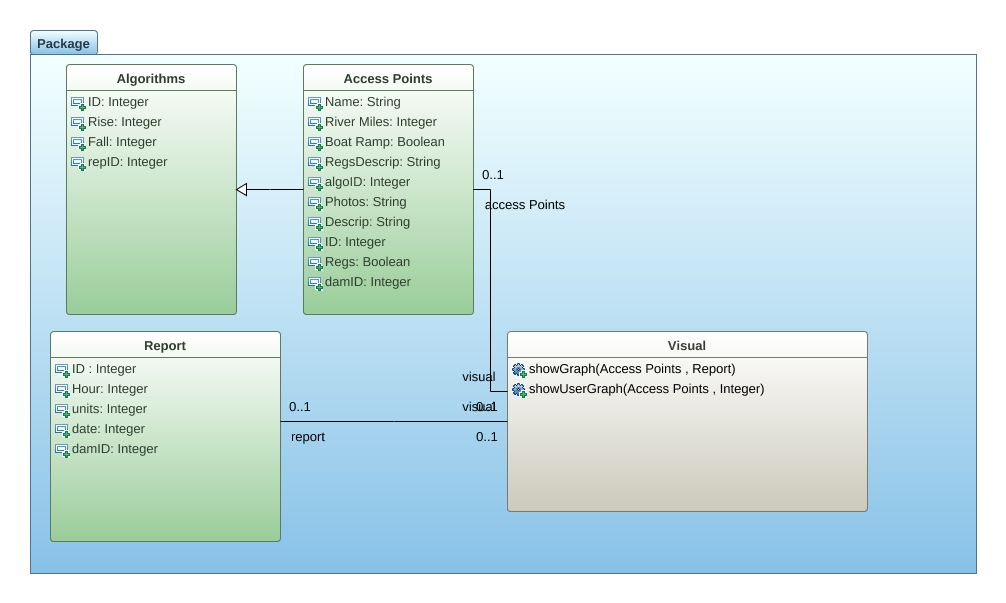 Package
Algorithms
ID: Integer
Rise: Integer
Fall: Integer
repID: Integer
Access Points
Name: String
River Miles: Integer
Boat Ramp: Boolean
RegsDescrip: String
algoID: Integer
Photos: String
Descrip: String
ID: Integer
Regs: Boolean
damID: Integer
0..1
access Points
Report
ID : Integer
Hour: Integer
units: Integer
date: Integer
damID: Integer
0..1
report
visual
visual
0..1
0..1
Visual
showGraph(Access Points , Report)
showUserGraph(Access Points , Integer)